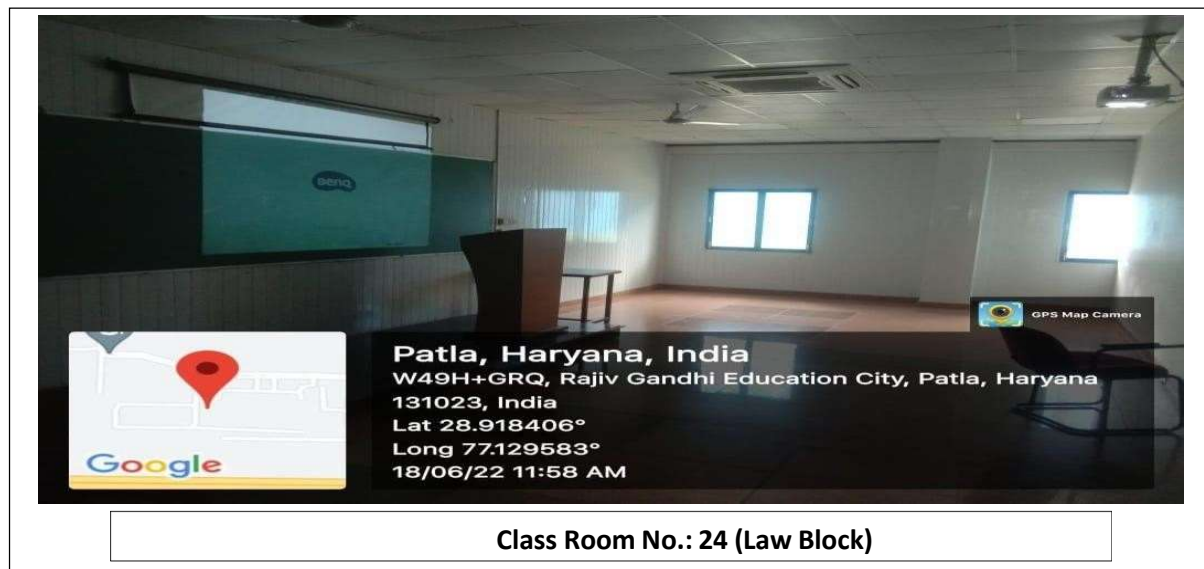 BenQ
GPS Map Camera
Patla, Haryana, India
W49H+GRQ, Rajiv Gandhi Education City, Patla, Haryana
131023, India
Lat 28.918406°
Long 77.129583°
18/06/22 11:58 AM
Google
Class Room No.: 24 (Law Block)